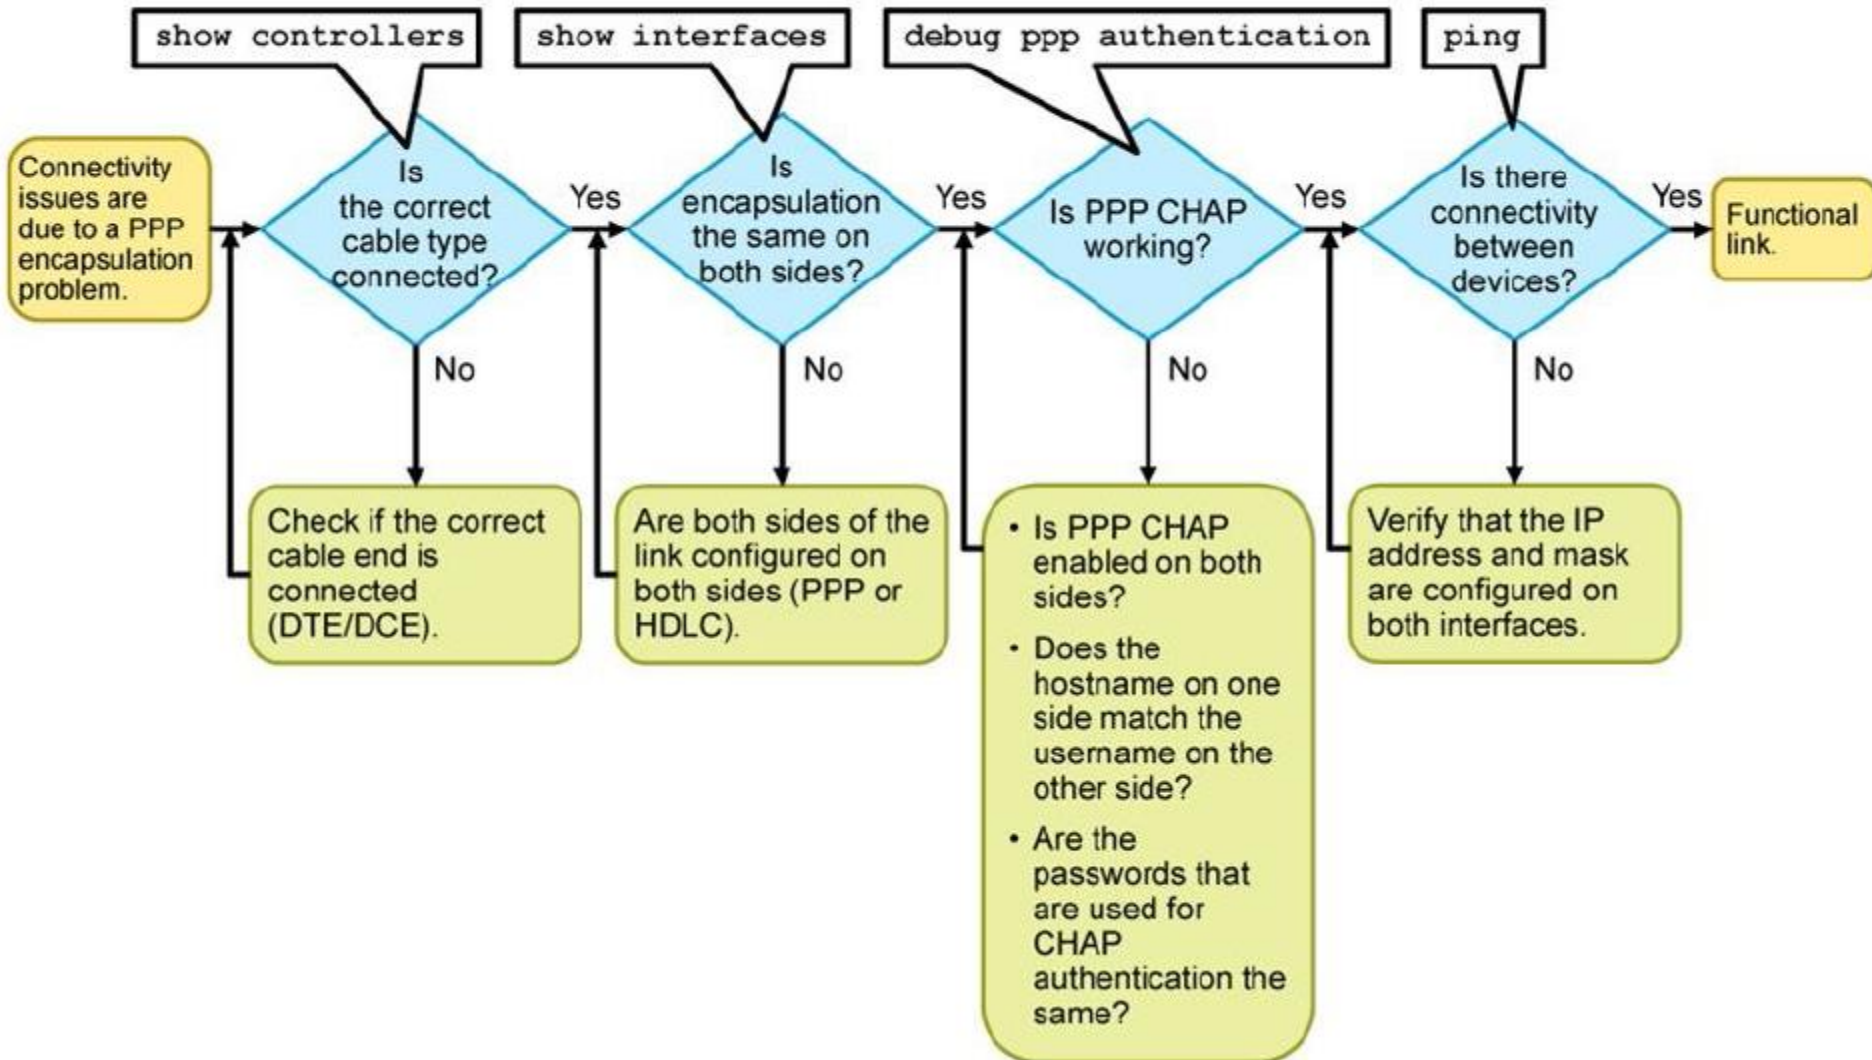 show controllers
show interfaces
debug ppp authentication
ping
Connectivity
issues are
due to a PPP
encapsulation
problem.
Is
the correct
cable type
connected?
Yes
Is
encapsulation
the same on
both sides?
Yes
Is PPP CHAP
working?
Yes
Is there
connectivity
between
devices?
Yes
Functional
link.
No
No
No
No
Check if the correct
cable end is
connected
(DTE/DCE).
Are both sides of the
link configured on
both sides (PPP or
HDLC).
• Is PPP CHAP
enabled on both
sides?
• Does the
hostname on one
side match the
username on the
other side?
• Are the
passwords that
are used for
CHAP
authentication the
same?
Verify that the IP
address and mask
are configured on
both interfaces.